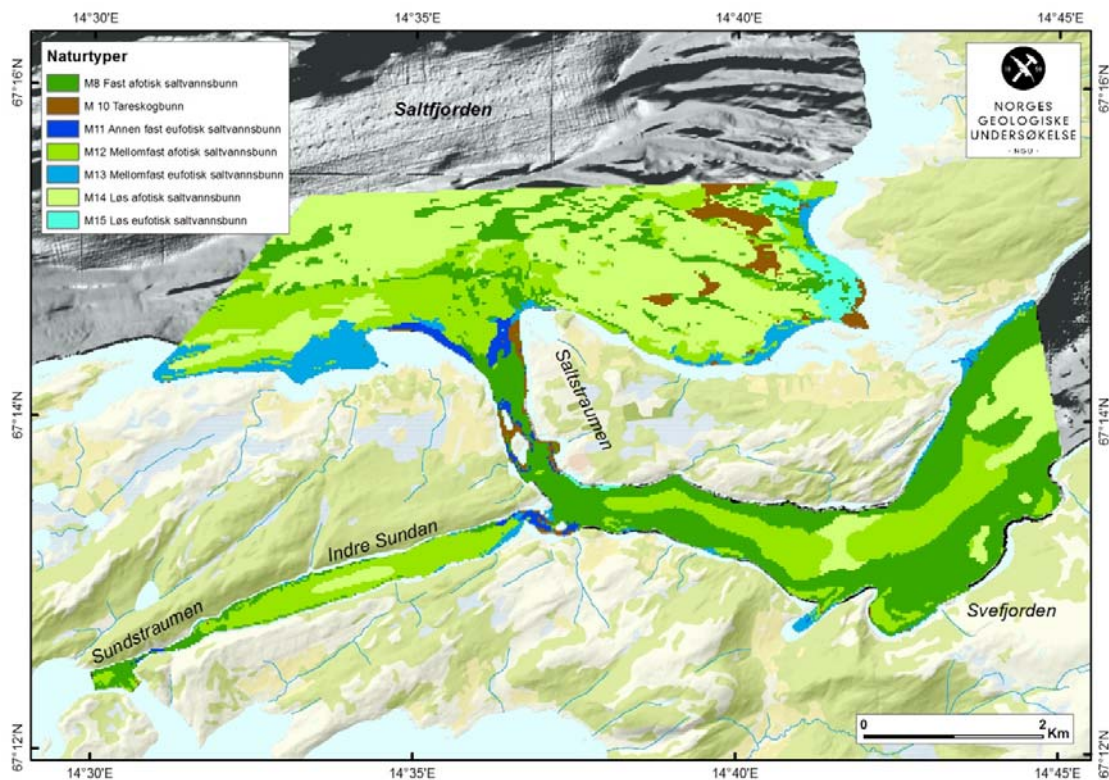 14°30'E
14°35'E
14°40'E
14°45'E
67°16'N
67°16'N
Naturtyper
M8 Fast afotisk saltvannsbunn
M 10 Tareskogbunn
M11 Annen fast eufotisk saltvannsbunn
M12 Mellomfast afotisk saltvannsbunn
M13 Mellomfast eufotisk saltvannsbunn
M14 Løs afotisk saltvannsbunn
M15 Løs eufotisk saltvannsbunn
Saltfjorden
NORGES
GEOLOGISKE
UNDERSØKELSE
- NGU -
67°14'N
67°14'N
Saltstraumen
Indre Sundan
Sundstraumen
Svefjorden
0
2
Km
67°12'N
67°12'N
14°30'E
14°35'E
14°40'E
14°45'E